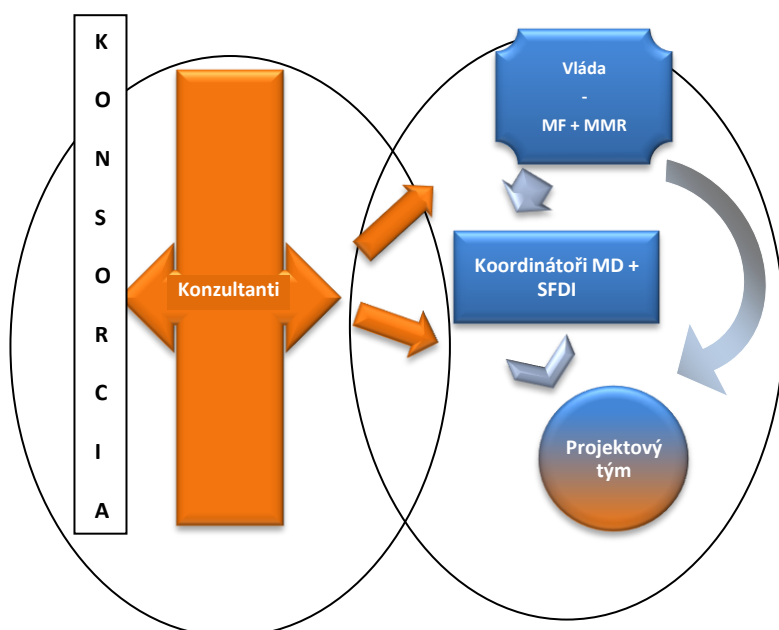 K
O
N
S
O
R
C
I
A
Konzultanti
Vláda
-
MF + MMR
Koordinátoři MD +
SFDI
Projektový
tým